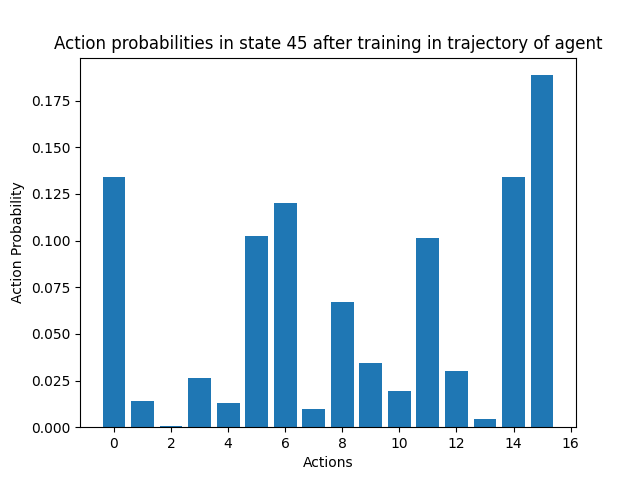 Action probabilities in state 45 after training in trajectory of agent
0.175
0.150
0.125
0.100
0.075
0.050
0.025
0.000
Action Probability
0 2 4 6 8 10 12 14 16
Actions